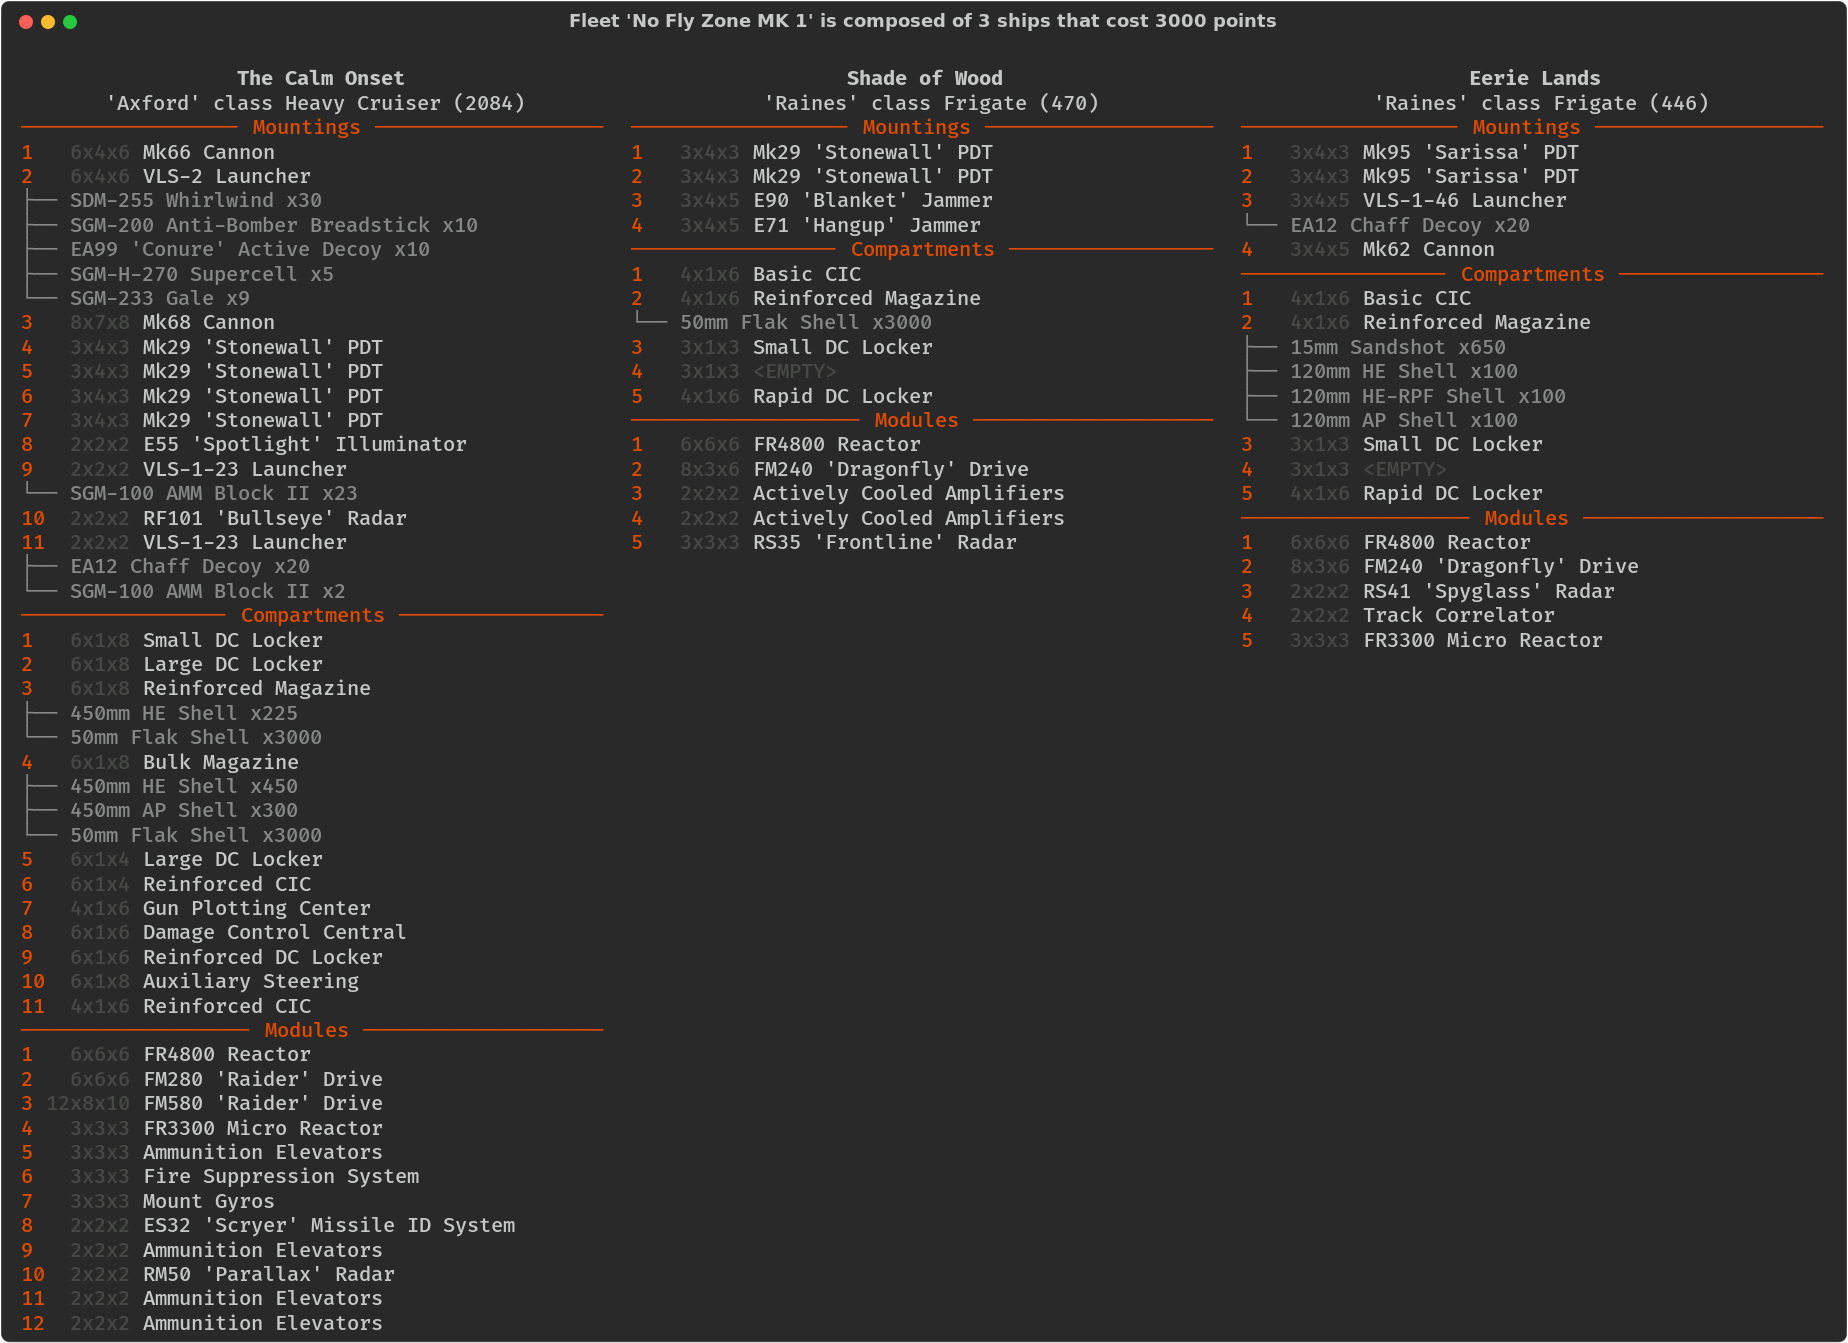 Fleet 'No Fly Zone MK 1' is composed of 3 ships that cost 3000 points
The Calm Onset
'Axford' class Heavy Cruiser (2084)
Mountings
1 6x4x6 Mk66 Cannon
2 6x4x6 VLS-2 Launcher
SDM-255 Whirlwind x30
SGM-200 Anti-Bomber Breadstick x10
EA99 'Conure' Active Decoy x10
SGM-H-270 Supercell x5
SGM-233 Gale x9
3 8x7x8 Mk68 Cannon
4 3x4x3 Mk29 'Stonewall' PDT
5 3x4x3 Mk29 'Stonewall' PDT
6 3x4x3 Mk29 'Stonewall' PDT
7 3x4x3 Mk29 'Stonewall' PDT
8 2x2x2 E55 'Spotlight' Illuminator
9 2x2x2 VLS-1-23 Launcher
SGM-100 AMM Block II x23
10 2x2x2 RF101 'Bullseye' Radar
11 2x2x2 VLS-1-23 Launcher
EA12 Chaff Decoy x20
SGM-100 AMM Block II x2
Compartments
1 6x1x8 Small DC Locker
2 6x1x8 Large DC Locker
3 6x1x8 Reinforced Magazine
450mm HE Shell x225
50mm Flak Shell x3000
4 6x1x8 Bulk Magazine
450mm HE Shell x450
450mm AP Shell x300
50mm Flak Shell x3000
5 6x1x4 Large DC Locker
6 6x1x4 Reinforced CIC
7 4x1x6 Gun Plotting Center
8 6x1x6 Damage Control Central
9 6x1x6 Reinforced DC Locker
10 6x1x8 Auxiliary Steering
11 4x1x6 Reinforced CIC
Modules
1 6x6x6 FR4800 Reactor
2 6x6x6 FM280 'Raider' Drive
3 12x8x10 FM580 'Raider' Drive
4 3x3x3 FR3300 Micro Reactor
5 3x3x3 Ammunition Elevators
6 3x3x3 Fire Suppression System
7 3x3x3 Mount Gyros
8 2x2x2 ES32 'Scryer' Missile ID System
9 2x2x2 Ammunition Elevators
10 2x2x2 RM50 'Parallax' Radar
11 2x2x2 Ammunition Elevators
12 2x2x2 Ammunition Elevators
Shade of Wood
'Raines' class Frigate (470)
Mountings
1 3x4x3 Mk29 'Stonewall' PDT
2 3x4x3 Mk29 'Stonewall' PDT
3 3x4x5 E90 'Blanket' Jammer
4 3x4x5 E71 'Hangup' Jammer
Compartments
1 4x1x6 Basic CIC
2 4x1x6 Reinforced Magazine
50mm Flak Shell x3000
3 3x1x3 Small DC Locker
4 3x1x3 <EMPTY>
5 4x1x6 Rapid DC Locker
Modules
1 6x6x6 FR4800 Reactor
2 8x3x6 FM240 'Dragonfly' Drive
3 2x2x2 Actively Cooled Amplifiers
4 2x2x2 Actively Cooled Amplifiers
5 3x3x3 RS35 'Frontline' Radar
Eerie Lands
'Raines' class Frigate (446)
Mountings
1 3x4x3 Mk95 'Sarissa' PDT
2 3x4x3 Mk95 'Sarissa' PDT
3 3x4x5 VLS-1-46 Launcher
EA12 Chaff Decoy x20
4 3x4x5 Mk62 Cannon
Compartments
1 4x1x6 Basic CIC
2 4x1x6 Reinforced Magazine
15mm Sandshot x650
120mm HE Shell x100
120mm HE-RPF Shell x100
120mm AP Shell x100
3 3x1x3 Small DC Locker
4 3x1x3 <EMPTY>
5 4x1x6 Rapid DC Locker
Modules
1 6x6x6 FR4800 Reactor
2 8x3x6 FM240 'Dragonfly' Drive
3 2x2x2 RS41 'Spyglass' Radar
4 2x2x2 Track Correlator
5 3x3x3 FR3300 Micro Reactor